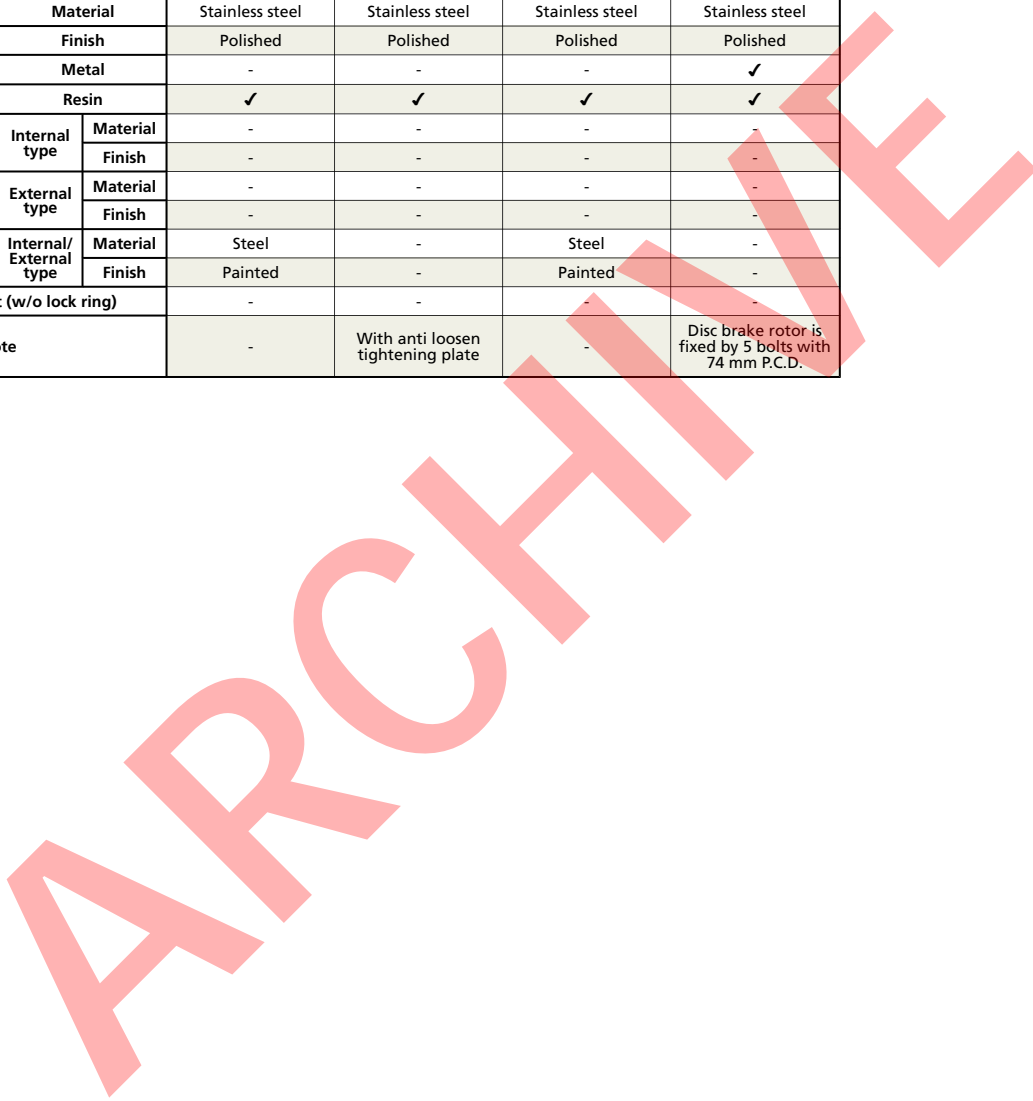 Material Stainless steel Stainless steel Stainless steel Stainless steel
Finish Polished Polished Polished Polished
Metal - - - ✓
Resin ✓ ✓ ✓ ✓
Internal type Material - - - -
Finish - - - -
External type Material - - - -
Finish - - - -
Internal/ External type Material Steel - Steel -
Finish Painted - Painted -
(w/o lock ring) - - - -
- With anti loosen tightening plate - Disc brake rotor is fixed by 5 bolts with 74 mm P.C.D.
ARCHIVE